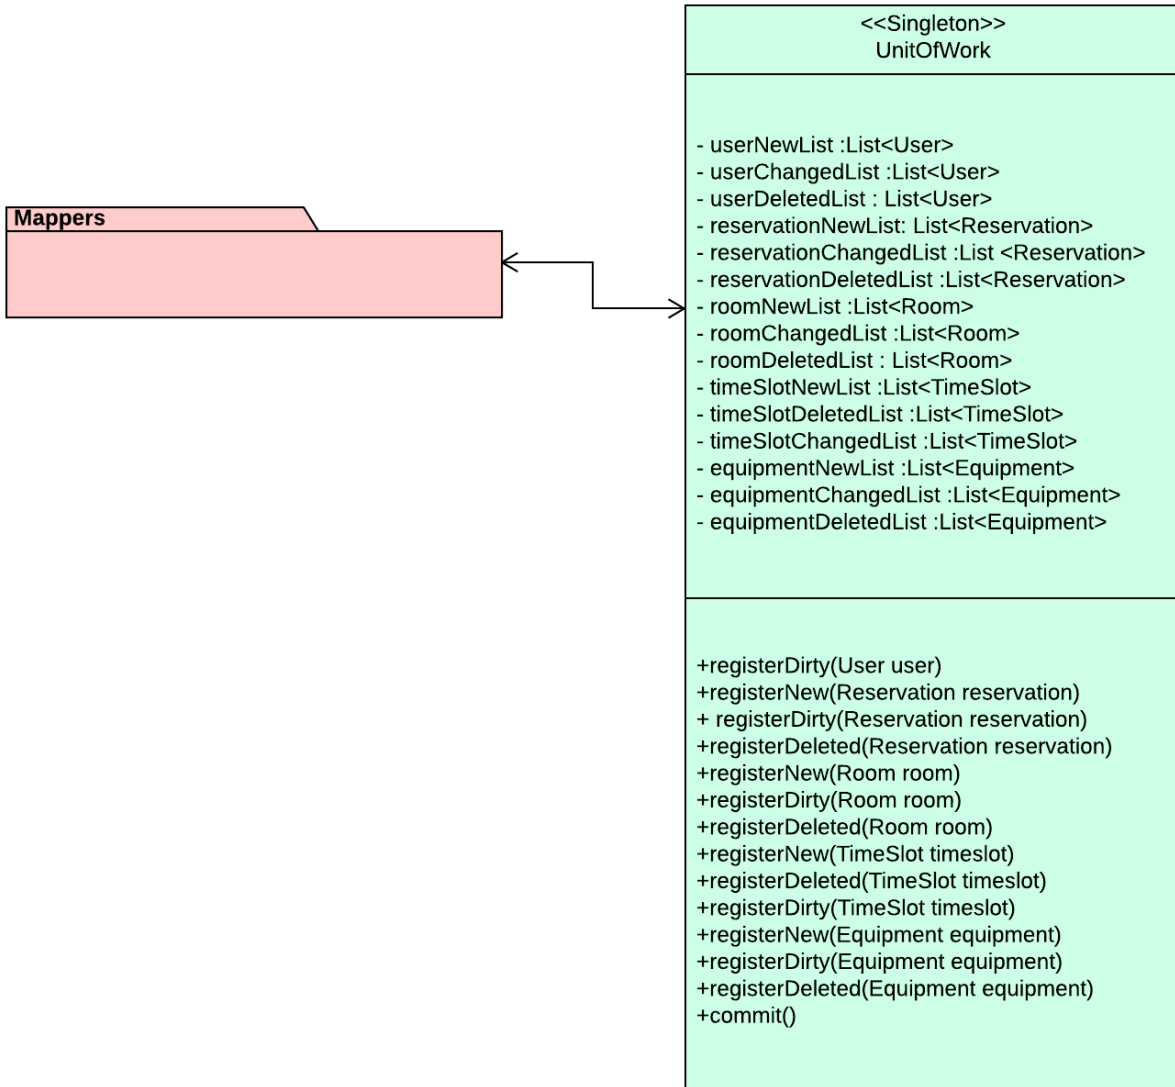 <<Singleton>>
UnitOfWork
- userNewList :List<User>
- userChangedList :List<User>
- userDeletedList : List<User>
- reservationNewList: List<Reservation>
- reservationChangedList :List <Reservation>
- reservationDeletedList :List<Reservation>
- roomNewList :List<Room>
- roomChangedList :List<Room>
- roomDeletedList : List<Room>
- timeSlotNewList :List<TimeSlot>
- timeSlotDeletedList :List<TimeSlot>
- timeSlotChangedList :List<TimeSlot>
- equipmentNewList :List<Equipment>
- equipmentChangedList :List<Equipment>
- equipmentDeletedList :List<Equipment>
Mappers
+registerDirty(User user)
+registerNew(Reservation reservation)
+ registerDirty(Reservation reservation)
+registerDeleted(Reservation reservation)
+registerNew(Room room)
+registerDirty(Room room)
+registerDeleted(Room room)
+registerNew(TimeSlot timeslot)
+registerDeleted(TimeSlot timeslot)
+registerDirty(TimeSlot timeslot)
+registerNew(Equipment equipment)
+registerDirty(Equipment equipment)
+registerDeleted(Equipment equipment)
+commit()